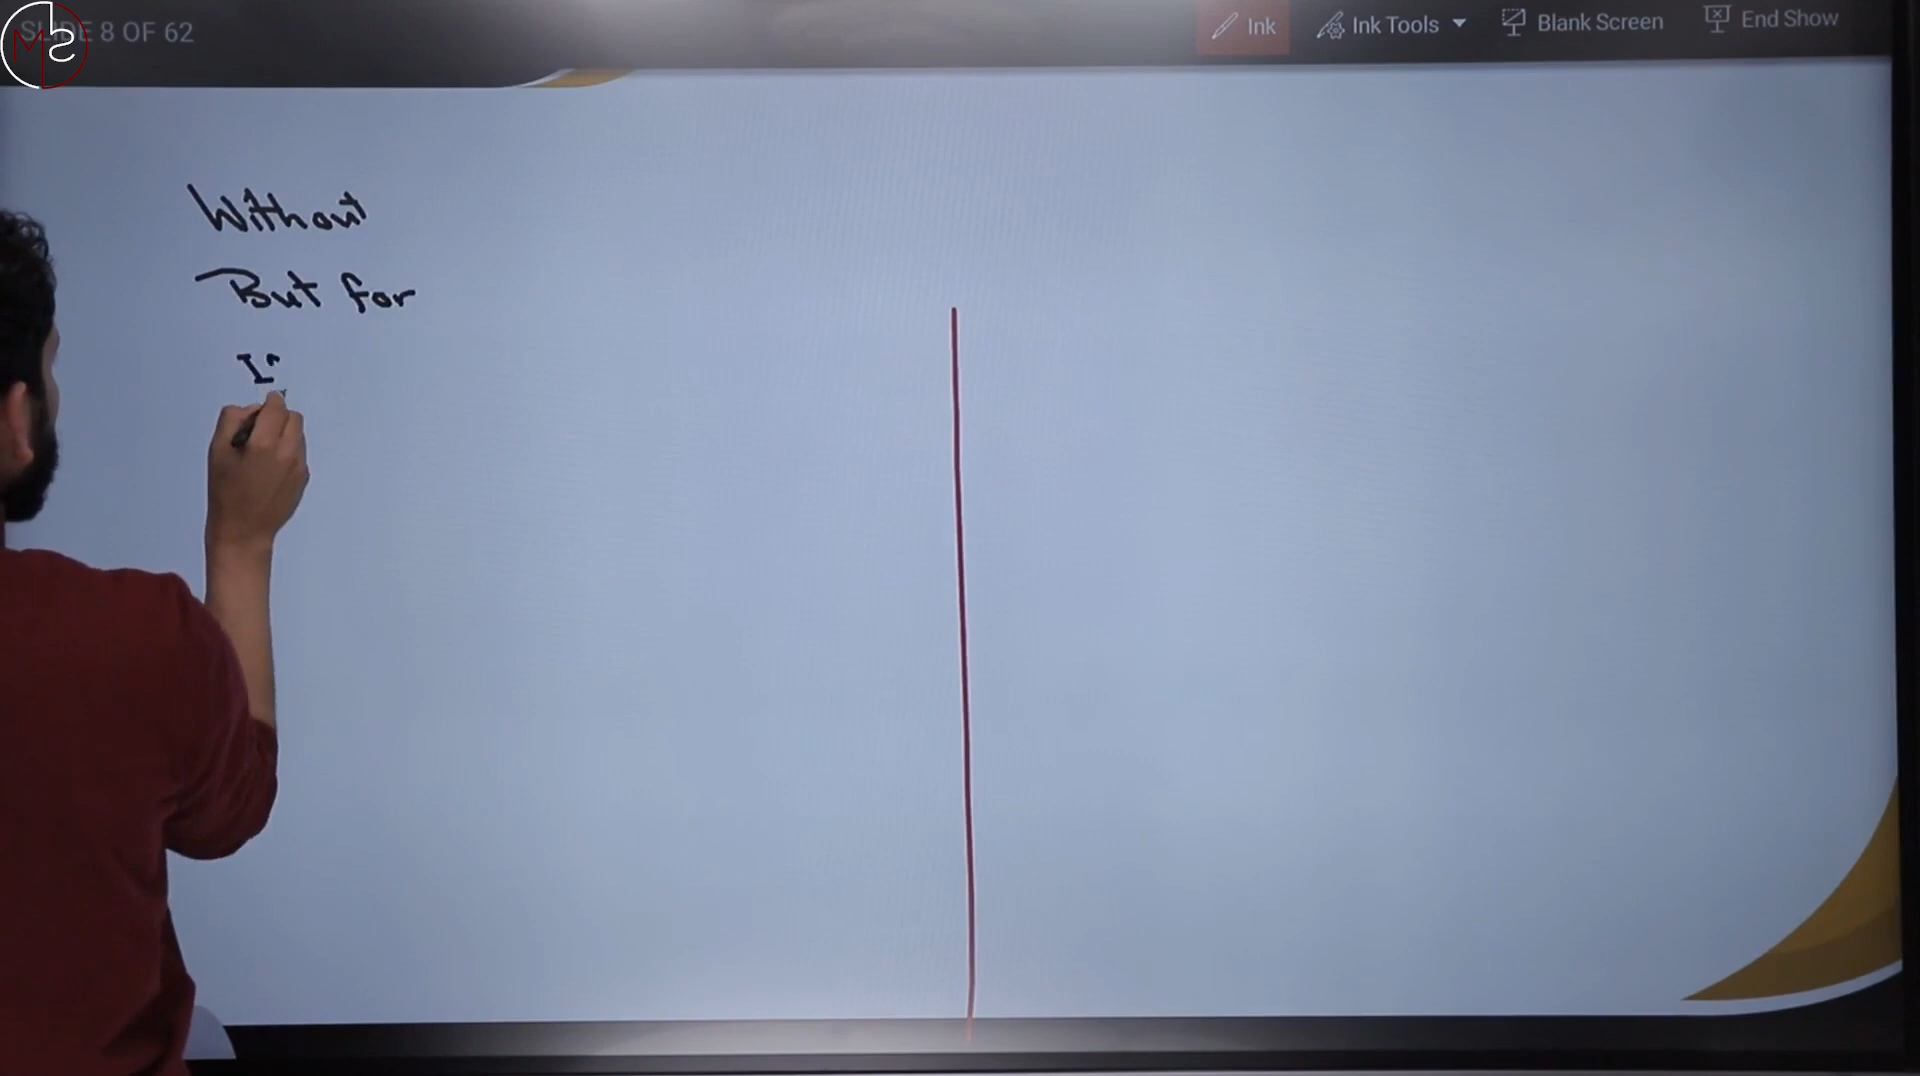 SLIDE 8 OF 62
Ink
Ink Tools
Blank Screen
End Show
Without
But for